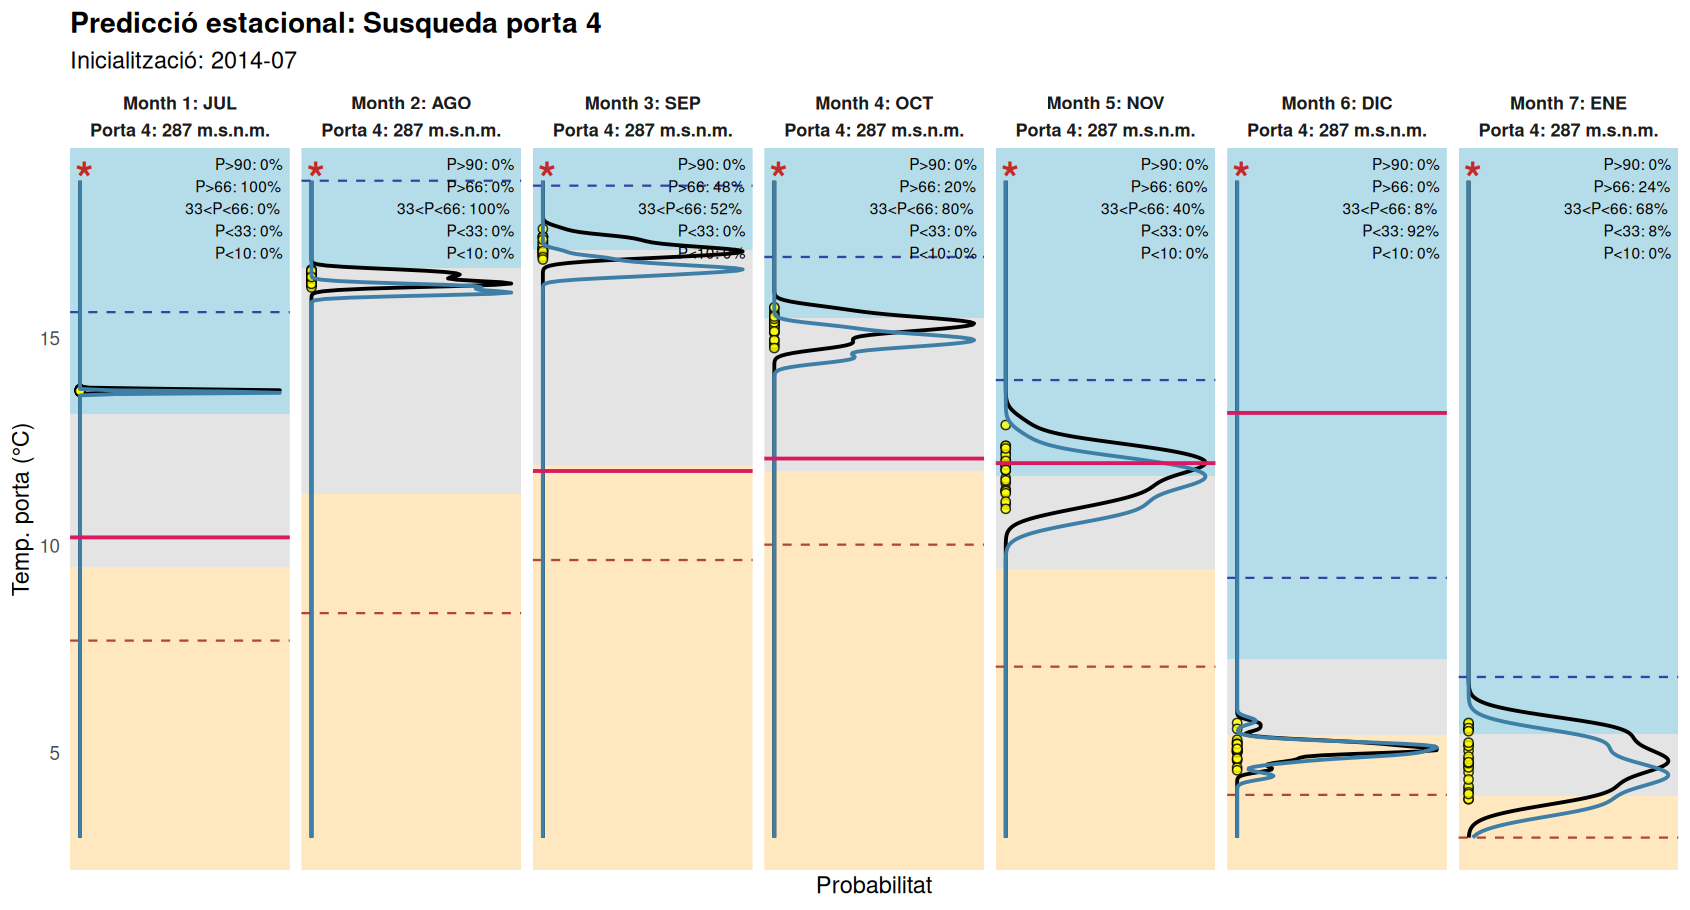 Predicció estacional: Susqueda porta 4
Inicialització: 2014-07
Month 1: JUL
Porta 4: 287 m.s.n.m.
Month 2: AGO
Porta 4: 287 m.s.n.m.
Month 3: SEP
Porta 4: 287 m.s.n.m.
Month 4: OCT
Porta 4: 287 m.s.n.m.
Month 5: NOV
Porta 4: 287 m.s.n.m.
Month 6: DIC
Porta 4: 287 m.s.n.m.
Month 7: ENE
Porta 4: 287 m.s.n.m.
*
P>90: 0%
P>66: 100%
33<P<66: 0%
P<33: 0%
P<10: 0%
*
P>90: 0%
P>66: 0%
33<P<66: 100%
P<33: 0%
P<10: 0%
*
P>90: 0%
P>66: 48%
33<P<66: 52%
P<33: 0%
P<10: 0%
*
P>90: 0%
P>66: 20%
33<P<66: 80%
P<33: 0%
P<10: 0%
*
P>90: 0%
P>66: 60%
33<P<66: 40%
P<33: 0%
P<10: 0%
*
P>90: 0%
P>66: 0%
33<P<66: 8%
P<33: 92%
P<10: 0%
*
P>90: 0%
P>66: 24%
33<P<66: 68%
P<33: 8%
P<10: 0%
Temp. porta (°C)
15
10
5
Probabilitat